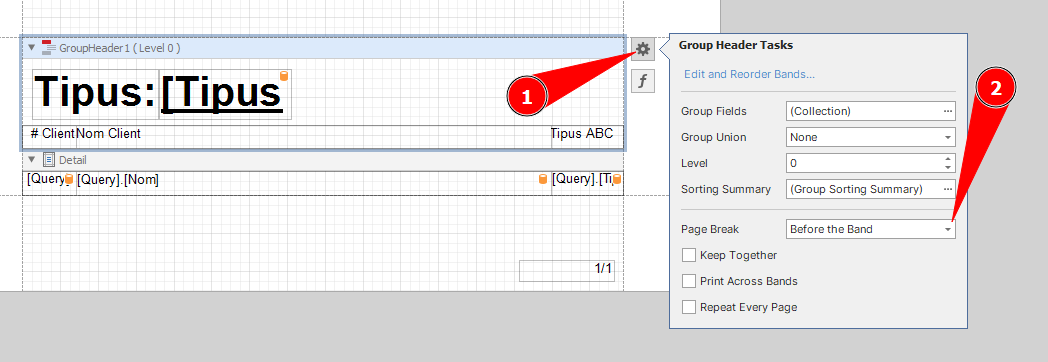 GroupHeader1 ( Level 0 )
Tipus: [Tipus
# Client Nom Client Tipus ABC
Detail
[Query] [Query].[Nom] [Query].[Ti
1/1
1
Group Header Tasks
Edit and Reorder Bands...
Group Fields (Collection) ...
Group Union None
Level 0
Sorting Summary (Group Sorting Summary) ...
Page Break Before the Band
Keep Together
Print Across Bands
Repeat Every Page
2